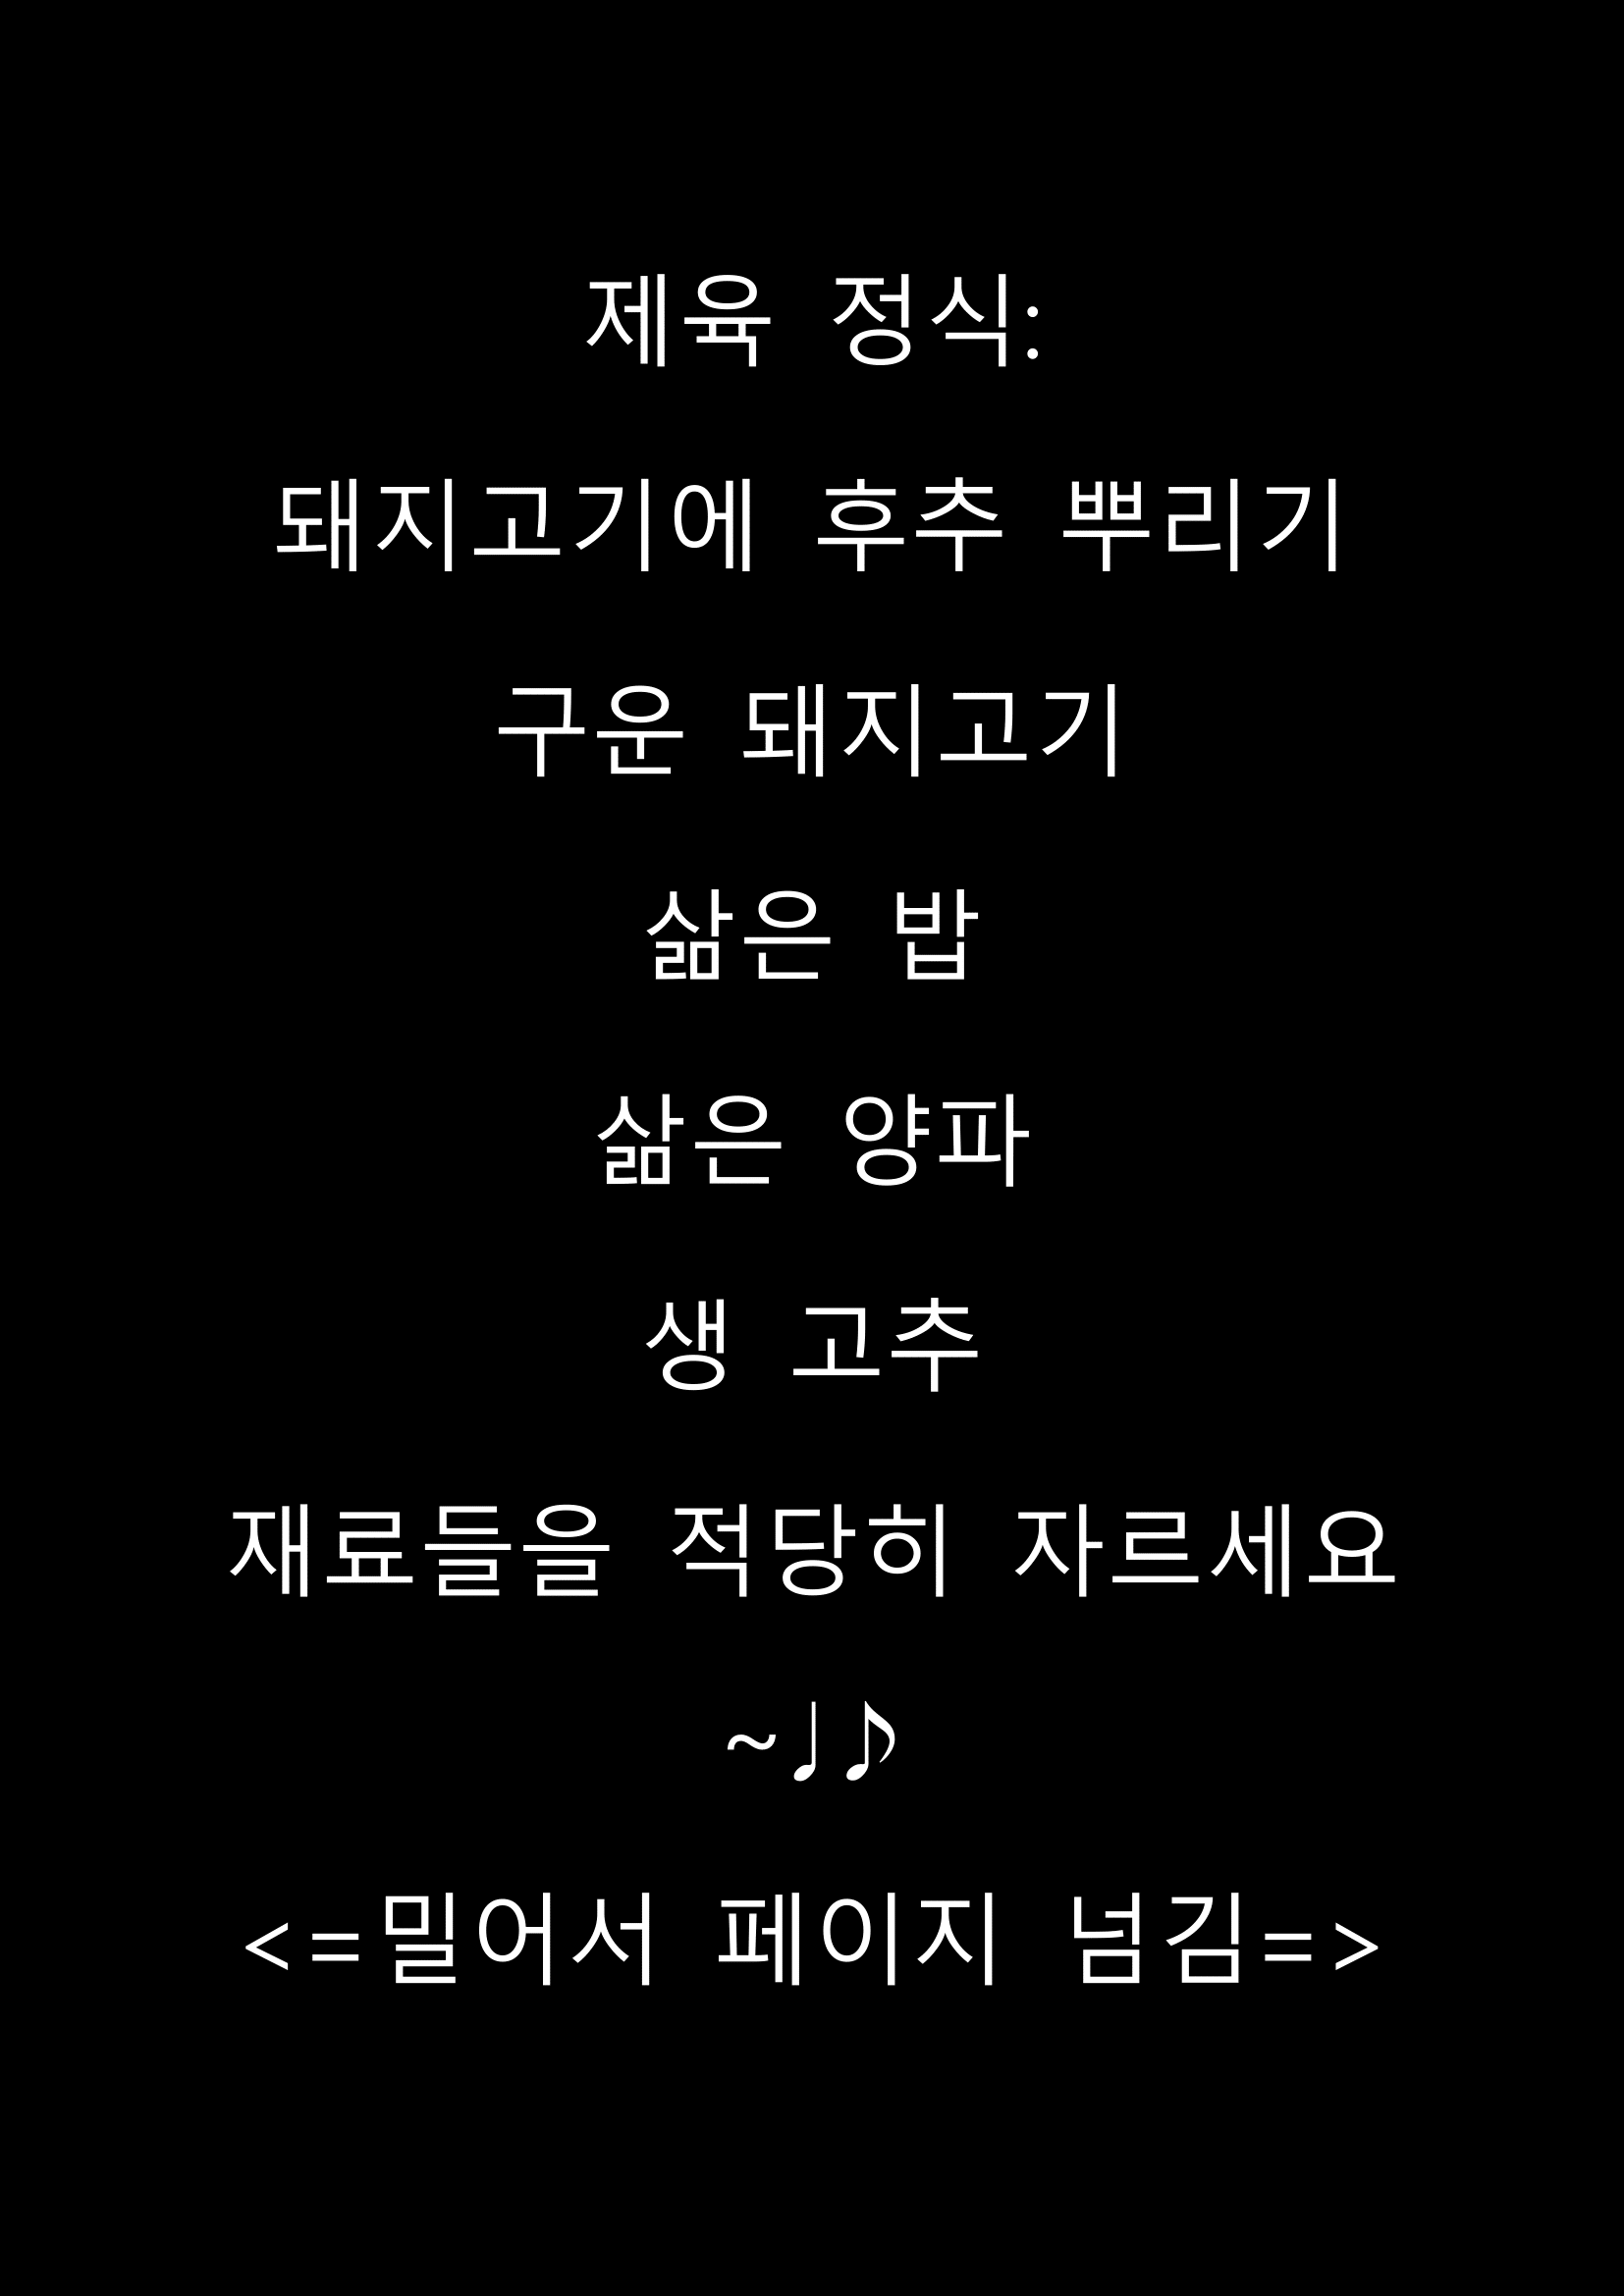 제육 정식:
돼지고기에 후추 뿌리기
구운 돼지고기
삶은 밥
삶은 양파
생 고추
재료들을 적당히 자르세요
~♩♪
<=밀어서 페이지 넘김=>